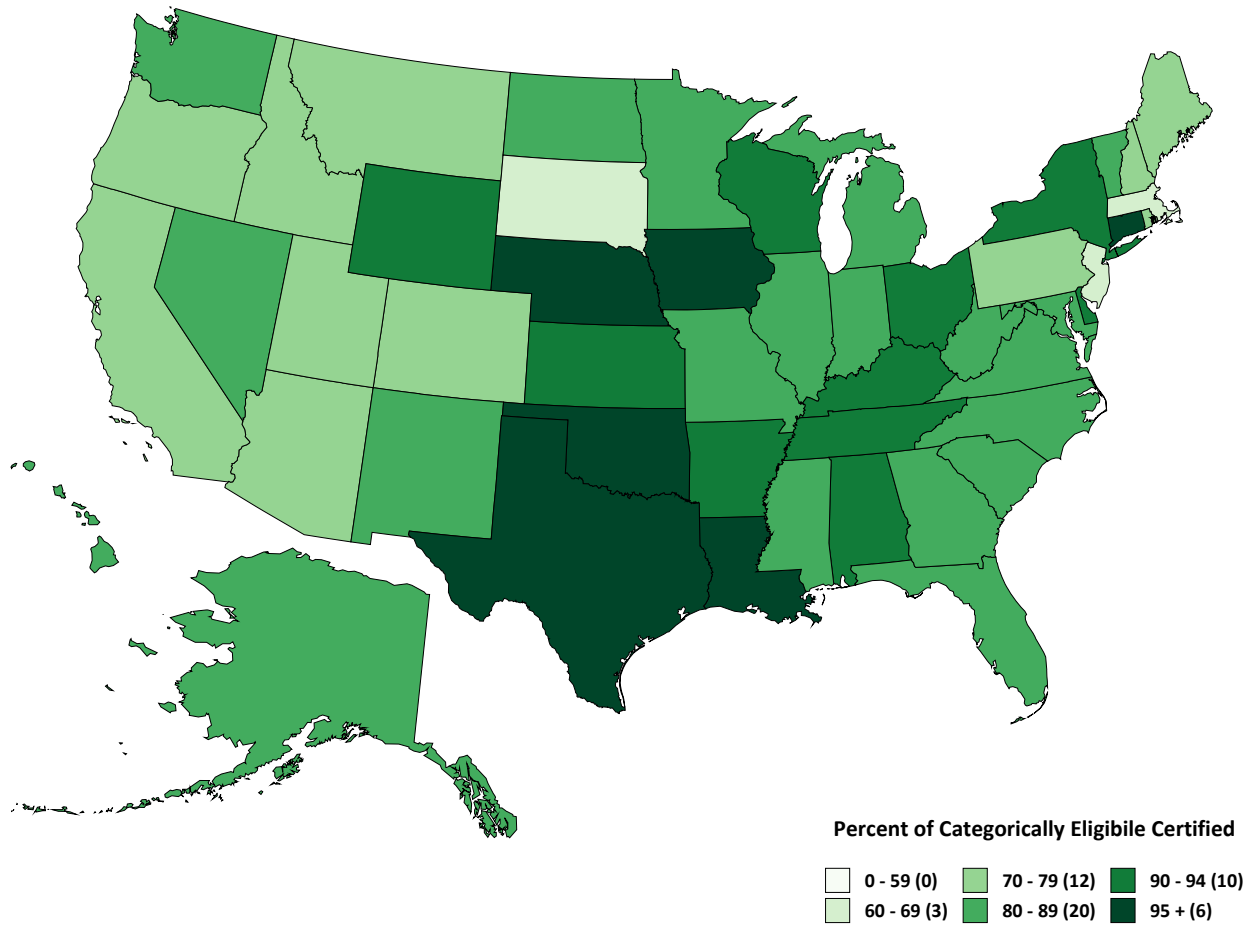 Percent of Categorically Eligibile Certified
0 - 59 (0) 70 - 79 (12) 90 - 94 (10)
60 - 69 (3) 80 - 89 (20) 95 + (6)